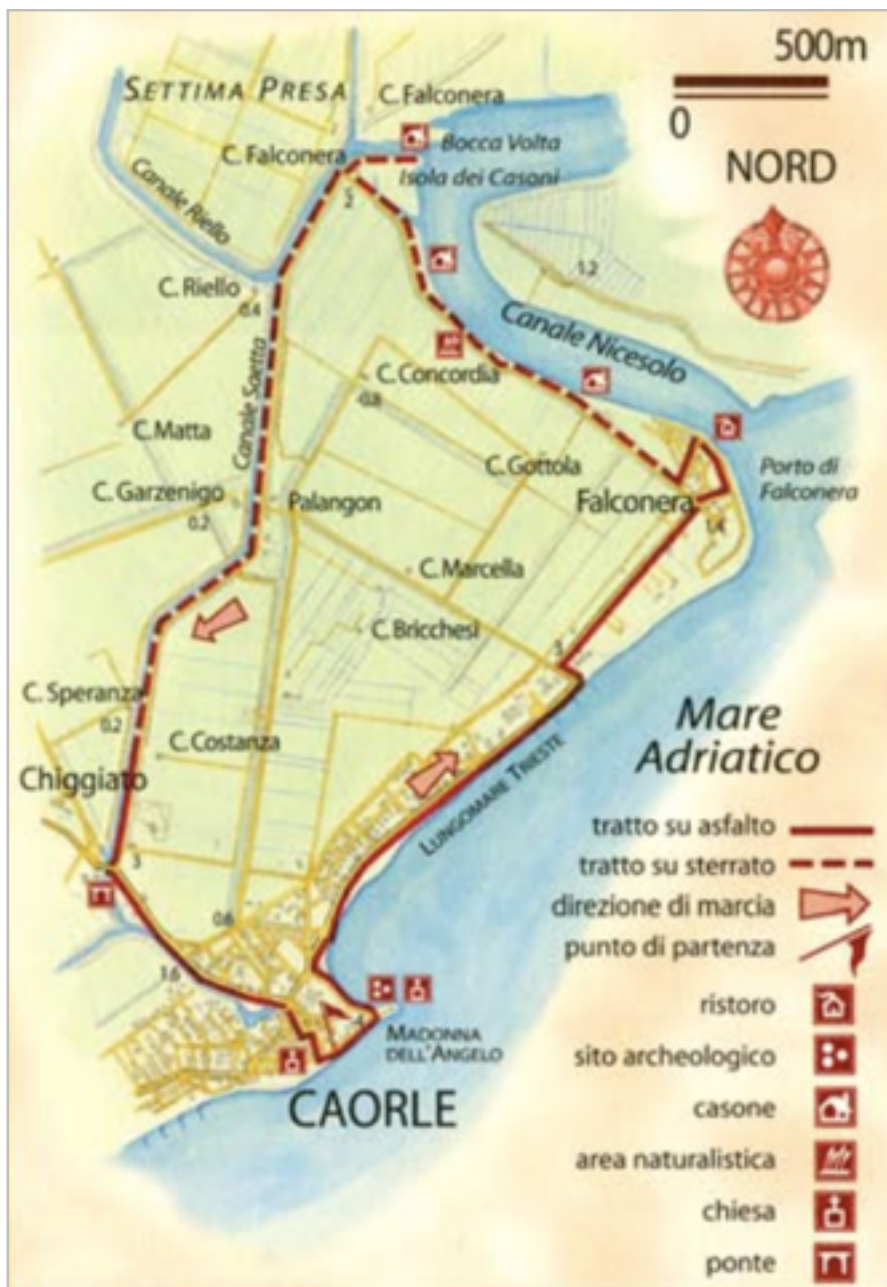 500m
0
NORD
SETTIMA PRESA
C. Falconera
Bocca Volta
C. Falconera
Isola dei Casoni
2
Canale Riello
1.2
C. Riello
0.4
Canale Nicesolo
Canale Saetta
C. Concordia
0.8
C. Matta
C. Gottola
Porto di
Falconera
C. Garzenigo
0.2
Palangon
Falconera
1.4
C. Marcella
C. Bricchesi
3
C. Speranza
0.2
C. Costanza
Chiggiato
LUNGOMARE TRIESTE
Mare
Adriatico
3
0.6
1.6
MADONNA
DELL'ANGELO
CAORLE
tratto su asfalto
tratto su sterrato
direzione di marcia
punto di partenza
ristoro
sito archeologico
casone
area naturalistica
chiesa
ponte